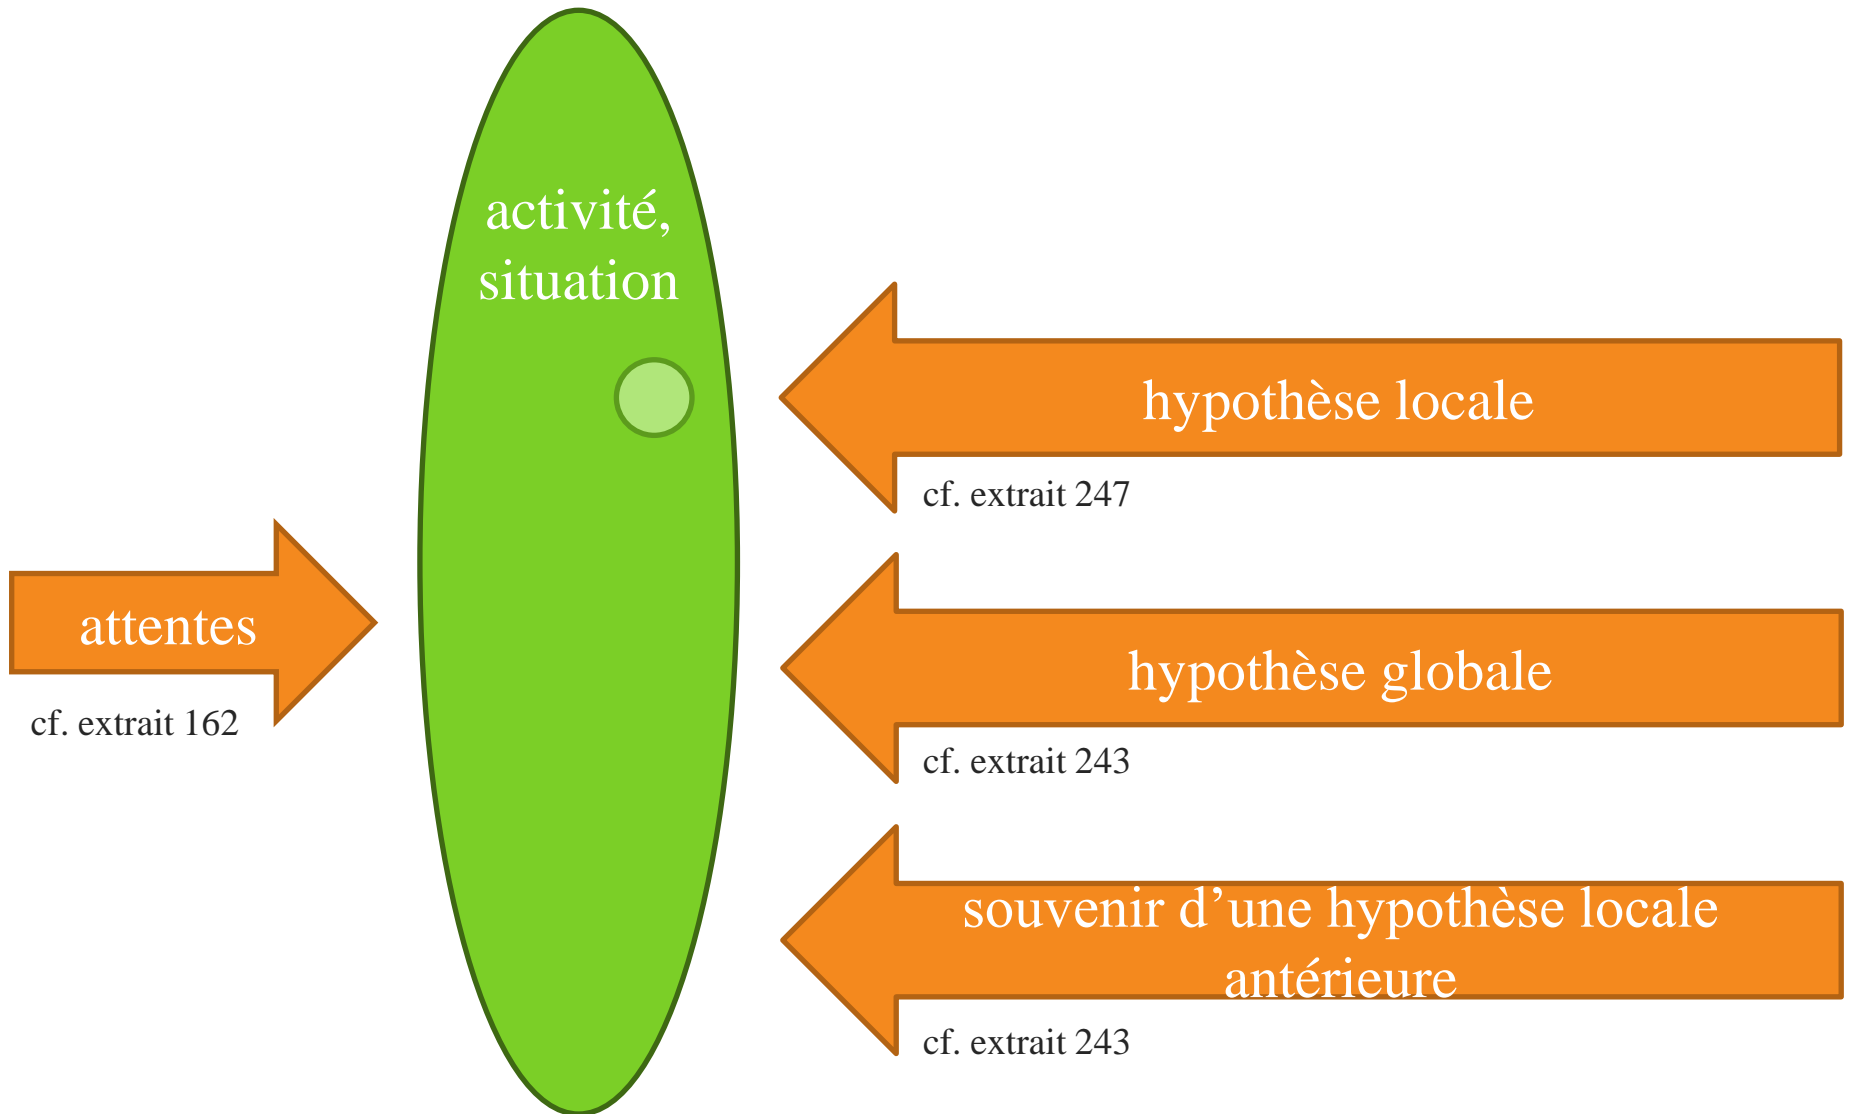 activité,
situation
hypothèse locale
cf. extrait 247
attentes
cf. extrait 162
hypothèse globale
cf. extrait 243
souvenir d’une hypothèse locale
antérieure
cf. extrait 243